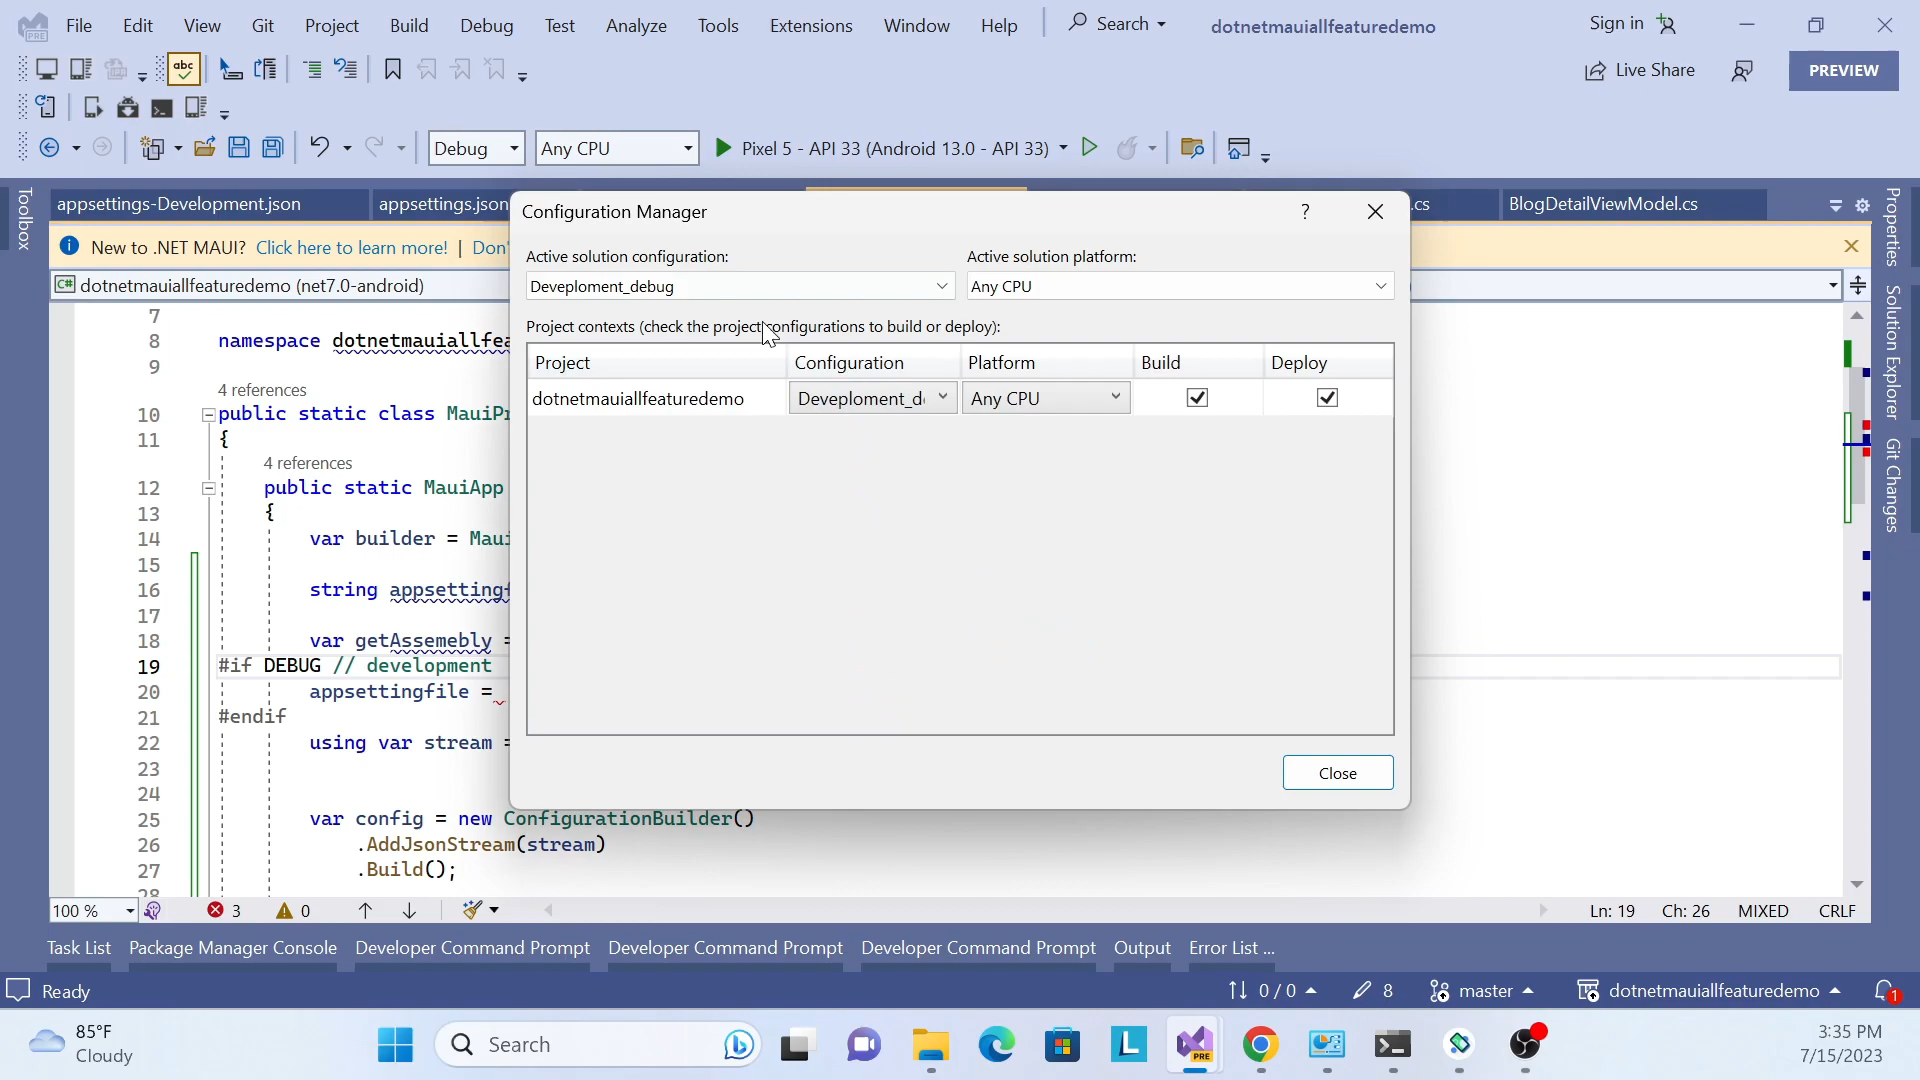 File Edit View Git Project Build Debug Test Analyze Tools Extensions Window Help Search dotnetmauiallfeaturedemo Sign in
PRE
abc Live Share PREVIEW
Debug Any CPU Pixel 5 - API 33 (Android 13.0 - API 33)
Toolbox
appsettings-Development.json appsettings.json .cs BlogDetailViewModel.cs
New to .NET MAUI? Click here to learn more! | Don'
C# dotnetmauiallfeaturedemo (net7.0-android)
Properties
Solution Explorer
Git Changes
Configuration Manager ?
Active solution configuration: Active solution platform:
Deveploment_debug Any CPU
Project contexts (check the project configurations to build or deploy):
Project Configuration Platform Build Deploy
dotnetmauiallfeaturedemo Deveploment_d Any CPU
Close
7
8 namespace dotnetmauiallfea
9
4 references
10 public static class MauiPr
11 {
4 references
12 public static MauiApp
13 {
14 var builder = Maui
15
16 string appsettingf
17
18 var getAssemebly =
19 #if DEBUG // development
20 appsettingfile =
21 #endif
22 using var stream =
23
24
25 var config = new ConfigurationBuilder()
26 .AddJsonStream(stream)
27 .Build();
28
100 % 3 0 Ln: 19 Ch: 26 MIXED CRLF
Task List Package Manager Console Developer Command Prompt Developer Command Prompt Developer Command Prompt Output Error List ...
Ready 0 / 0 8 master dotnetmauiallfeaturedemo 1
85°F
Cloudy
Search
L
PRE
3:35 PM
7/15/2023